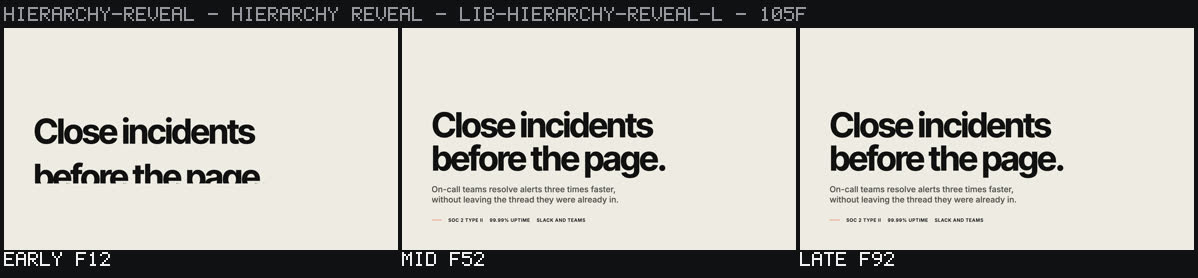 HIERARCHY-REVEAL - HIERARCHY REVEAL - LIB-HIERARCHY-REVEAL-L - 105F
Close incidents
before the page
EARLY F12
Close incidents
before the page.
On-call teams resolve alerts three times faster,
without leaving the thread they were already in.
SOC 2 TYPE II 99.99% UPTIME SLACK AND TEAMS
MID F52
Close incidents
before the page.
On-call teams resolve alerts three times faster,
without leaving the thread they were already in.
SOC 2 TYPE II 99.99% UPTIME SLACK AND TEAMS
LATE F92